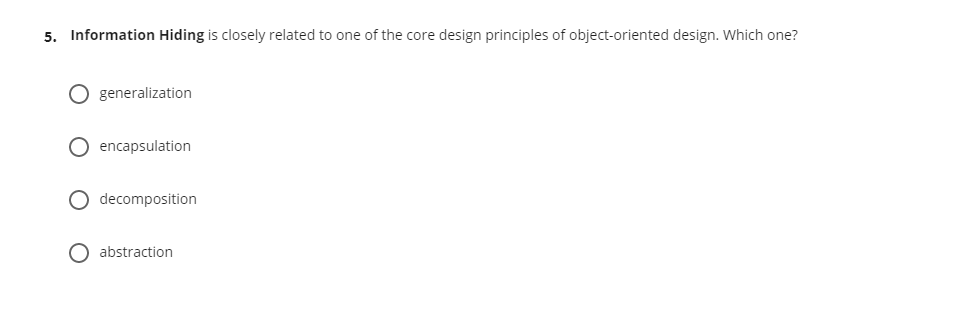 5. Information Hiding is closely related to one of the core design principles of object-oriented design. Which one?
generalization
encapsulation
decomposition
abstraction